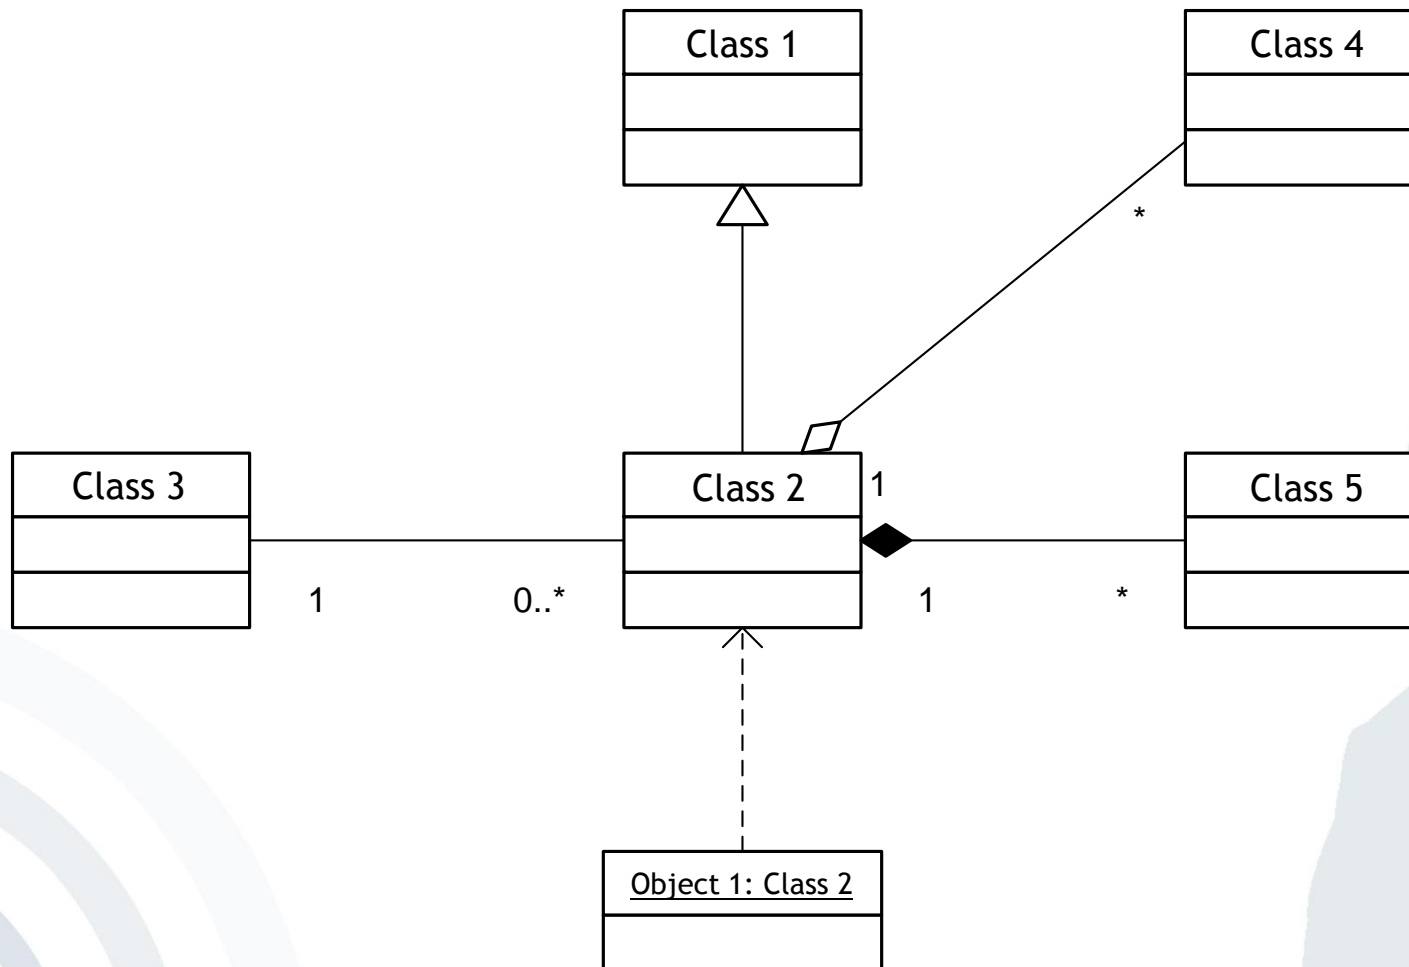 Class 1
Class 4
*
Class 3
Class 2
1
Class 5
1
0..*
1
*
Object 1: Class 2